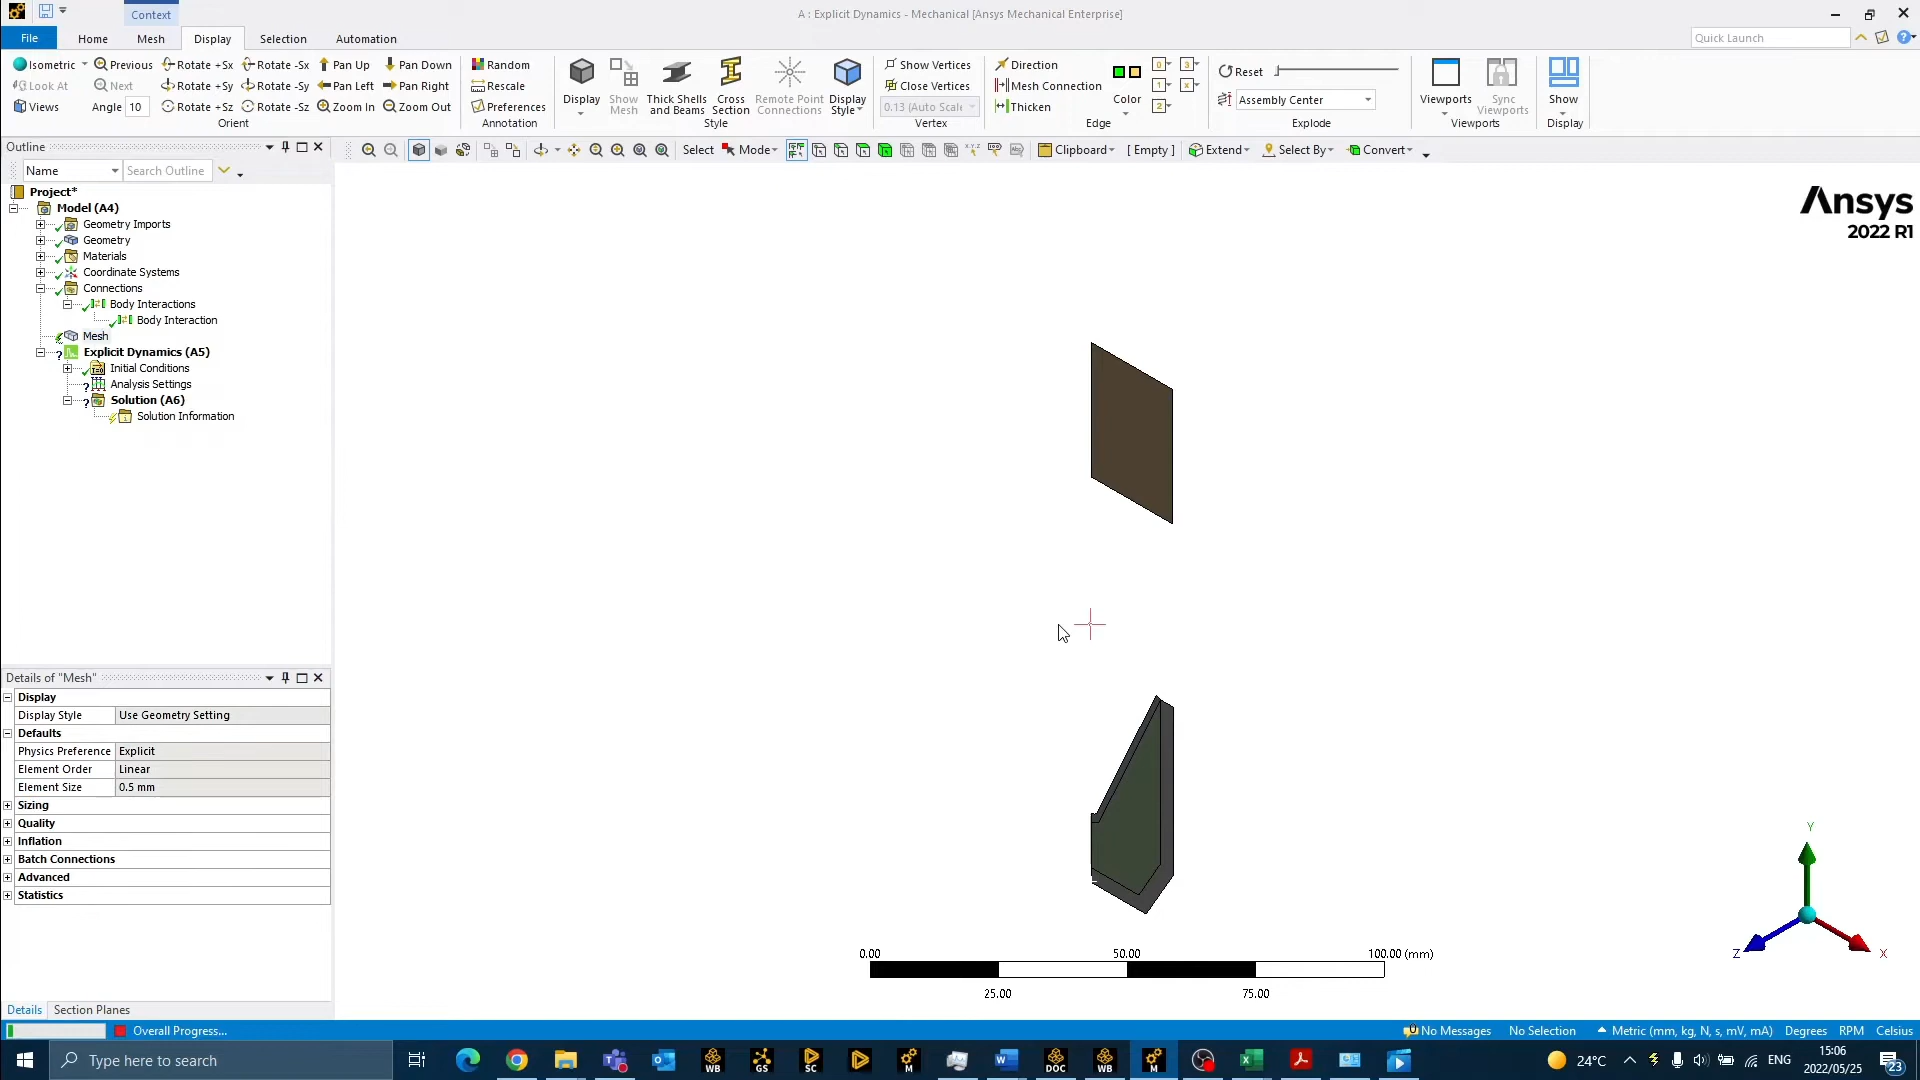 Context
A : Explicit Dynamics - Mechanical [Ansys Mechanical Enterprise]
File Home Mesh Display Selection Automation
Quick Launch
Isometric Previous Rotate +Sx Rotate -Sx Pan Up Pan Down
Look At Next Rotate +Sy Rotate -Sy Pan Left Pan Right
Views Angle 10 Rotate +Sz Rotate -Sz Zoom In Zoom Out
Orient
Random
Rescale
Preferences
Annotation
Display
Show Mesh
Thick Shells and Beams
Cross Section
Remote Point Connections
Display Style
Style
Show Vertices
Close Vertices
0.13 (Auto Scale
Vertex
Direction
Mesh Connection
Thicken
Color
0 3
1 x
2
Edge
Reset
Assembly Center
Explode
Viewports
Sync Viewports
Viewports
Show
Display
Outline
Select Mode Clipboard [ Empty ] Extend Select By Convert
Name Search Outline
Project*
Model (A4)
Geometry Imports
Geometry
Materials
Coordinate Systems
Connections
Body Interactions
Body Interaction
Mesh
Explicit Dynamics (A5)
Initial Conditions
Analysis Settings
Solution (A6)
Solution Information
Ansys
2022 R1
Details of "Mesh"
Display
Display Style Use Geometry Setting
Defaults
Physics Preference Explicit
Element Order Linear
Element Size 0.5 mm
Sizing
Quality
Inflation
Batch Connections
Advanced
Statistics
Y
Z X
0.00 50.00 100.00 (mm)
25.00 75.00
Details Section Planes
Overall Progress...
No Messages No Selection Metric (mm, kg, N, s, mV, mA) Degrees RPM Celsius
Type here to search
WB GS SC M DOC WB M
24°C ENG
15:06
2022/05/25
23